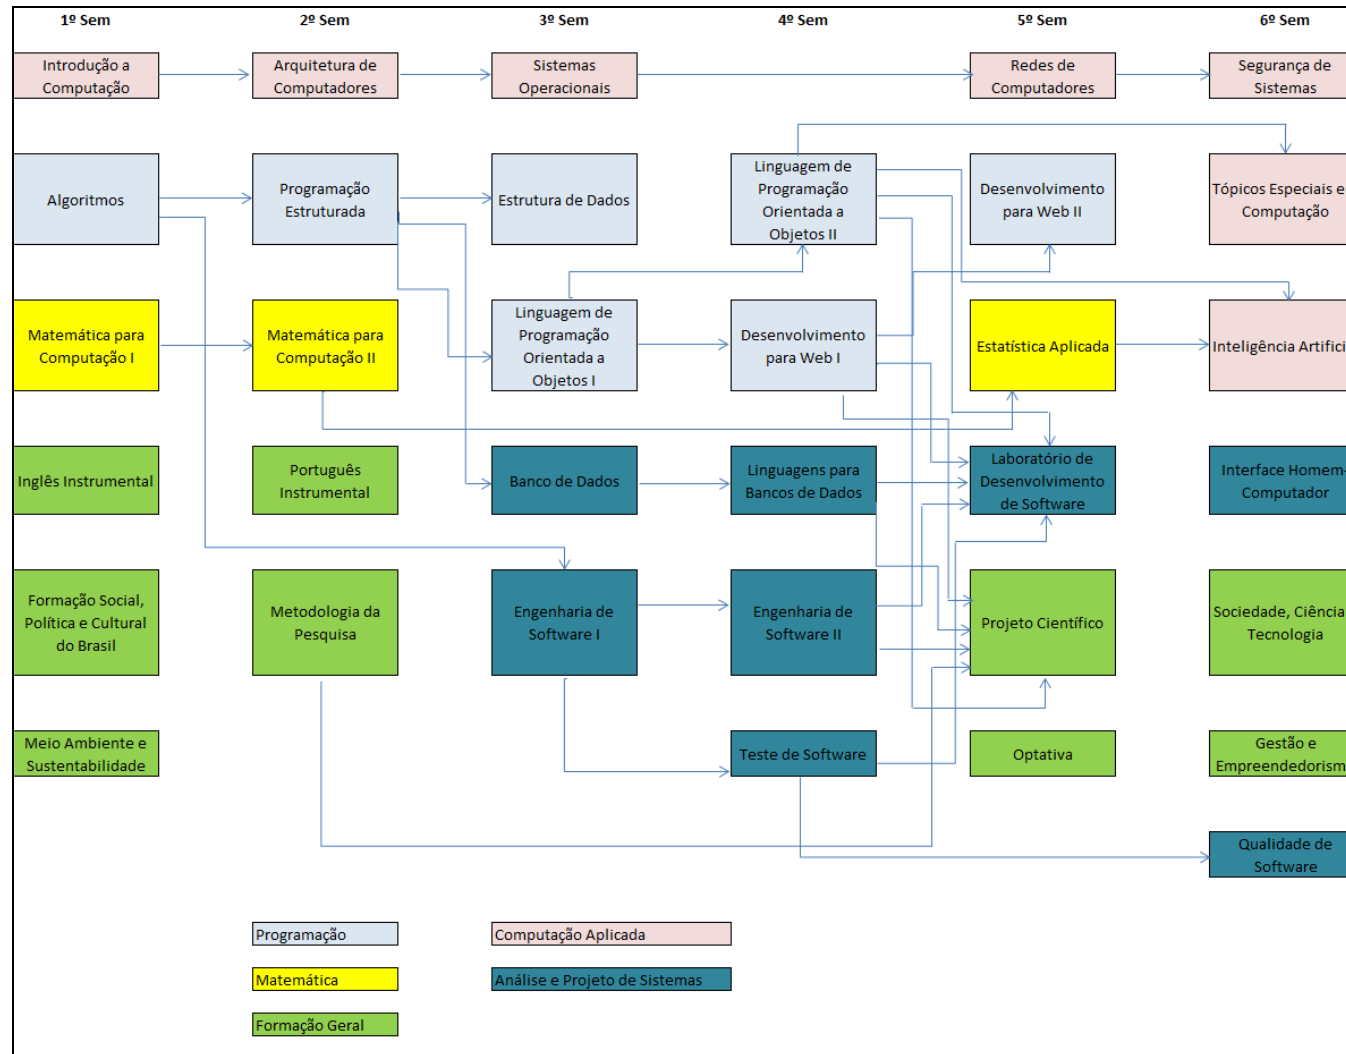 1º Sem
2º Sem
3º Sem
4º Sem
5º Sem
6º Sem
Introdução a
Computação
Arquitetura de
Computadores
Sistemas
Operacionais
Redes de
Computadores
Segurança de
Sistemas
Algoritmos
Programação
Estruturada
Estrutura de Dados
Linguagem de
Programação
Orientada a
Objetos II
Desenvolvimento
para Web II
Tópicos Especiais e
Computação
Matemática para
Computação I
Matemática para
Computação II
Linguagem de
Programação
Orientada a
Objetos I
Desenvolvimento
para Web I
Estatística Aplicada
Inteligência Artifici
Inglês Instrumental
Português
Instrumental
Banco de Dados
Linguagens para
Bancos de Dados
Laboratório de
Desenvolvimento
de Software
Interface Homem-
Computador
Formação Social,
Política e Cultural
do Brasil
Metodologia da
Pesquisa
Engenharia de
Software I
Engenharia de
Software II
Projeto Científico
Sociedade, Ciência
Tecnologia
Meio Ambiente e
Sustentabilidade
Teste de Software
Optativa
Gestão e
Empreendedorism
Qualidade de
Software
Programação
Computação Aplicada
Matemática
Análise e Projeto de Sistemas
Formação Geral